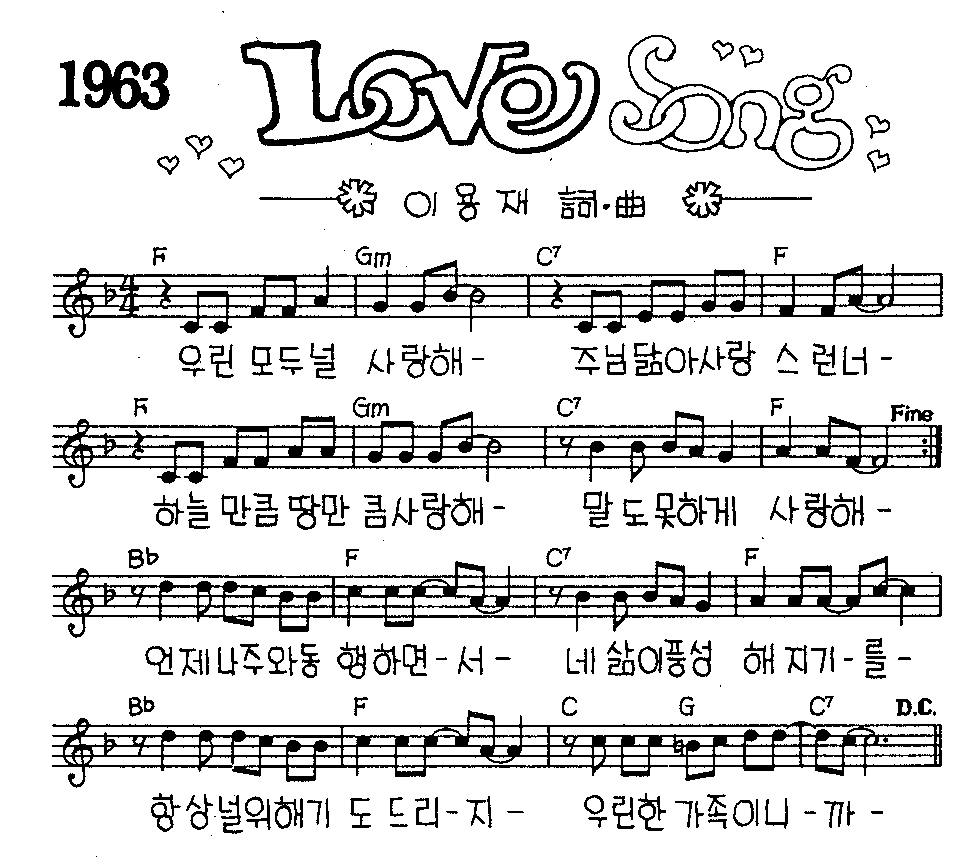 1963 Love Song
이용재 詞·曲
F Gm C7 F
우린 모두널 사랑해- 주님닮아사랑 스런너-
F Gm C7 F Fine
하늘만큼땅만 큼사랑해- 말도못하게 사랑해-
Bb F C7 F
언제나주와동 행하면-서- 네삶이풍성 해지기-를-
Bb F C G C7 D.C.
항상널위해기 도드리-지- 우린한가족이니-까-